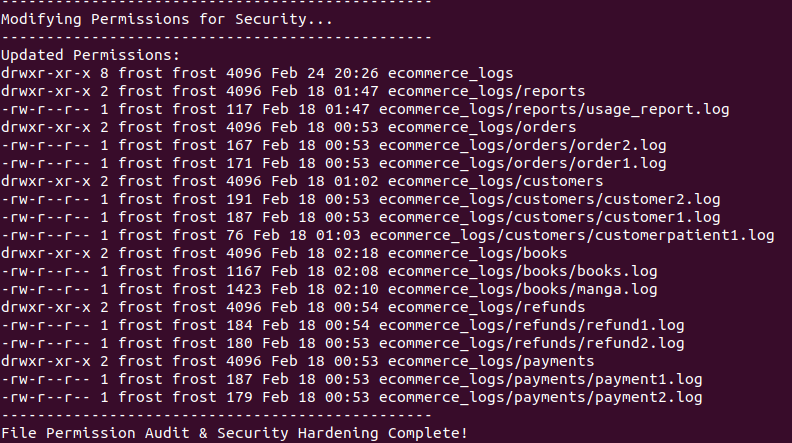 ------------------------------------------------
Modifying Permissions for Security...
------------------------------------------------
Updated Permissions:
drwxr-xr-x 8 frost frost 4096 Feb 24 20:26 ecommerce_logs
drwxr-xr-x 2 frost frost 4096 Feb 18 01:47 ecommerce_logs/reports
-rw-r--r-- 1 frost frost 117 Feb 18 01:47 ecommerce_logs/reports/usage_report.log
drwxr-xr-x 2 frost frost 4096 Feb 18 00:53 ecommerce_logs/orders
-rw-r--r-- 1 frost frost 167 Feb 18 00:53 ecommerce_logs/orders/order2.log
-rw-r--r-- 1 frost frost 171 Feb 18 00:53 ecommerce_logs/orders/order1.log
drwxr-xr-x 2 frost frost 4096 Feb 18 01:02 ecommerce_logs/customers
-rw-r--r-- 1 frost frost 191 Feb 18 00:53 ecommerce_logs/customers/customer2.log
-rw-r--r-- 1 frost frost 187 Feb 18 00:53 ecommerce_logs/customers/customer1.log
-rw-r--r-- 1 frost frost 76 Feb 18 01:03 ecommerce_logs/customers/customerpatient1.log
drwxr-xr-x 2 frost frost 4096 Feb 18 02:18 ecommerce_logs/books
-rw-r--r-- 1 frost frost 1167 Feb 18 02:08 ecommerce_logs/books/books.log
-rw-r--r-- 1 frost frost 1423 Feb 18 02:10 ecommerce_logs/books/manga.log
drwxr-xr-x 2 frost frost 4096 Feb 18 00:54 ecommerce_logs/refunds
-rw-r--r-- 1 frost frost 184 Feb 18 00:54 ecommerce_logs/refunds/refund1.log
-rw-r--r-- 1 frost frost 180 Feb 18 00:53 ecommerce_logs/refunds/refund2.log
drwxr-xr-x 2 frost frost 4096 Feb 18 00:53 ecommerce_logs/payments
-rw-r--r-- 1 frost frost 187 Feb 18 00:53 ecommerce_logs/payments/payment1.log
-rw-r--r-- 1 frost frost 179 Feb 18 00:53 ecommerce_logs/payments/payment2.log
------------------------------------------------
File Permission Audit & Security Hardening Complete!